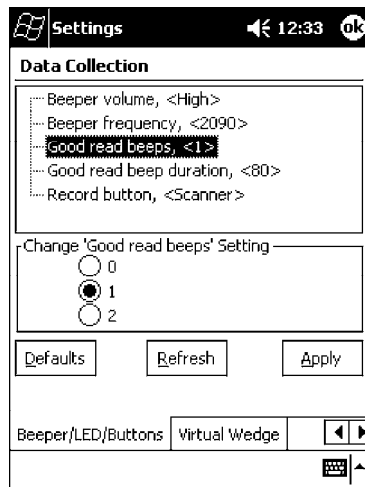 Settings 12:33 ok
Data Collection
Beeper volume, <High>
Beeper frequency, <2090>
Good read beeps, <1>
Good read beep duration, <80>
Record button, <Scanner>
Change 'Good read beeps' Setting
0
1
2
Defaults Refresh Apply
Beeper/LED/Buttons Virtual Wedge